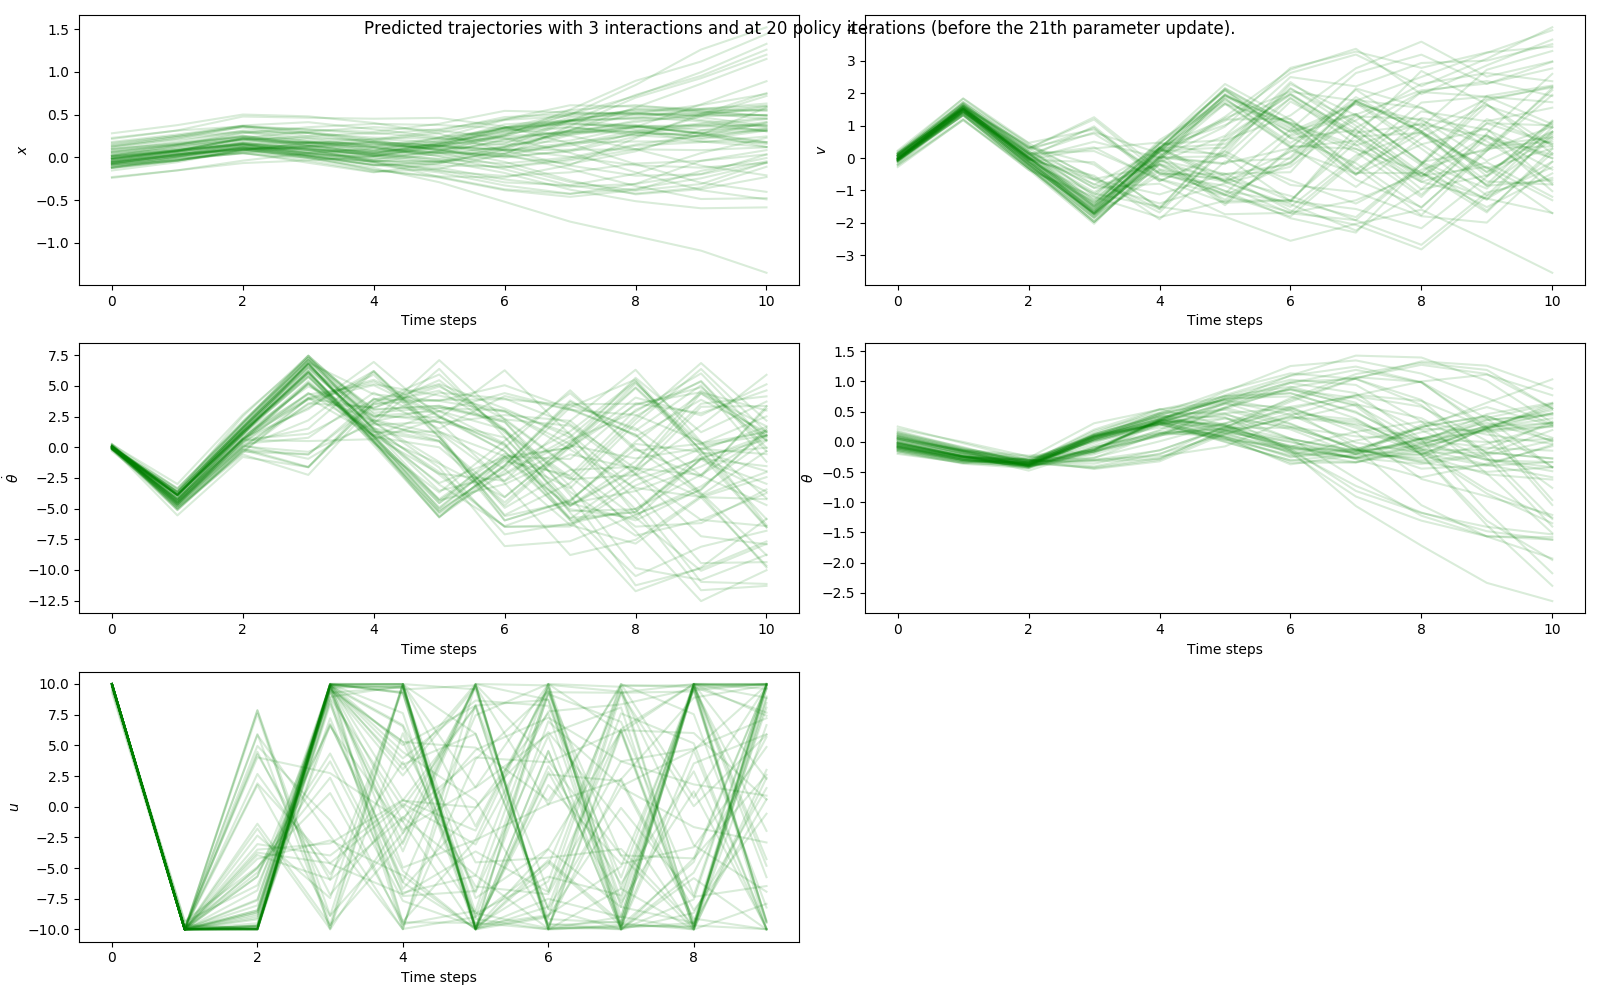 Predicted trajectories with 3 interactions and at 20 policy iterations (before the 21th parameter update).
1.5
1.0
0.5
0.0
−0.5
−1.0
x
0 2 4 6 8 10
Time steps
4
3
2
1
0
−1
−2
−3
v
0 2 4 6 8 10
Time steps
7.5
5.0
2.5
0.0
−2.5
−5.0
−7.5
−10.0
−12.5
θ̇
0 2 4 6 8 10
Time steps
1.5
1.0
0.5
0.0
−0.5
−1.0
−1.5
−2.0
−2.5
θ
0 2 4 6 8 10
Time steps
10.0
7.5
5.0
2.5
0.0
−2.5
−5.0
−7.5
−10.0
u
0 2 4 6 8
Time steps